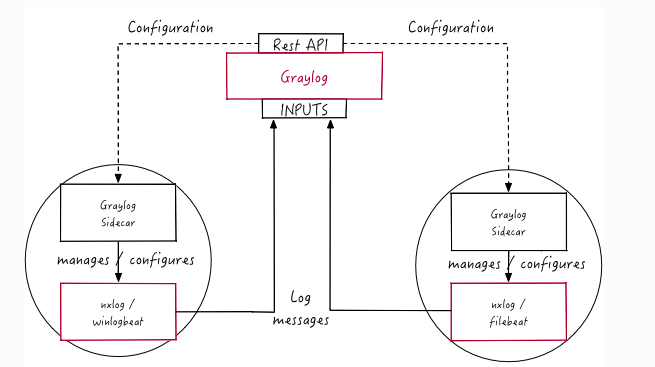 Configuration
Configuration
Rest API
Graylog
INPUTS
Graylog
Sidecar
manages / configures
nxlog /
winlogbeat
Log
messages
Graylog
Sidecar
manages / configures
nxlog /
filebeat